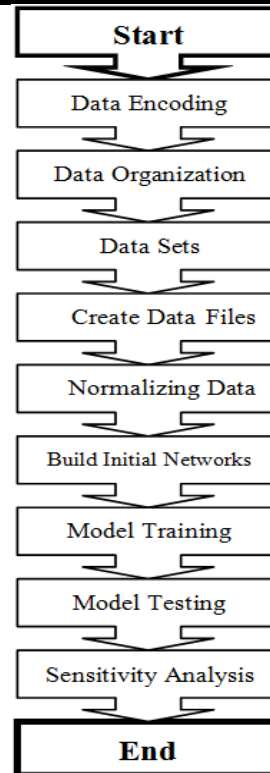 Start
Data Encoding
Data Organization
Data Sets
Create Data Files
Normalizing Data
Build Initial Networks
Model Training
Model Testing
Sensitivity Analysis
End